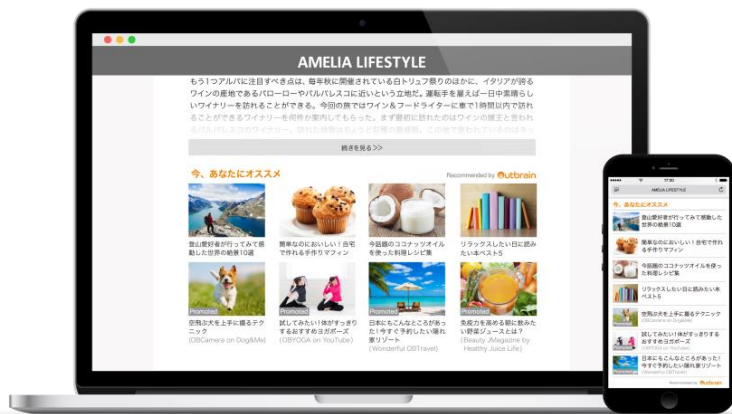 AMELIA LIFESTYLE
もう1つアルバに注目すべき点は、毎年秋に開催されている白トリュフ祭りのほかに、イタリアが誇る
ワインの産地であるバローローやバルバレスコに近いという立地だ。運転手を雇えば一日中素晴らし
いワイナリーを訪れることができる。今回の旅ではワイン＆フードライターに車で1時間以内で訪れ
ることができるワイナリーを何件か案内してもらった。まず最初に訪れたのはワインの銘王と言われ
続きを見る>>
今、あなたにオススメ
Recommended by Outbrain
登山愛好者が行ってみて感
動した世界の絶景10選
簡単なのにおいしい！自宅
で作れる手作りマフィン
今話題のココナッツオイル
を使った料理レシピ集
リラックスしたい日に読み
たい本ベスト5
Promoted
空飛ぶ犬を上手に撮るテク
ニック
(OBCamera on Dog&Me)
Promoted
試してみたい！体がすっきり
するおすすめヨガポーズ
(OBYOGA on YouTube)
Promoted
日本にもこんなところがあっ
た！今すぐ予約したい隠れ
家リゾート
(Wonderful OBTravel)
Promoted
免疫力を高める朝に飲みた
い野菜ジュースとは？
(Beauty JMagazine by
Healthy Juice Life)
17:00
AMELIA LIFESTYLE
今、あなたにオススメ
登山愛好者が行ってみて感動した
世界の絶景10選
簡単なのにおいしい！自宅で作れ
る手作りマフィン
今話題のココナッツオイルを使っ
た料理レシピ集
リラックスしたい日に読みたい本
ベスト5
空飛ぶ犬を上手に撮るテクニック
(OBCamera on Dog&Me)
試してみたい！体がすっきりする
おすすめヨガポーズ
(OBYOGA on YouTube)
日本にもこんなところがあった！
今すぐ予約したい隠れ家リゾート
(Wonderful OBTravel)
Recommended by Outbrain